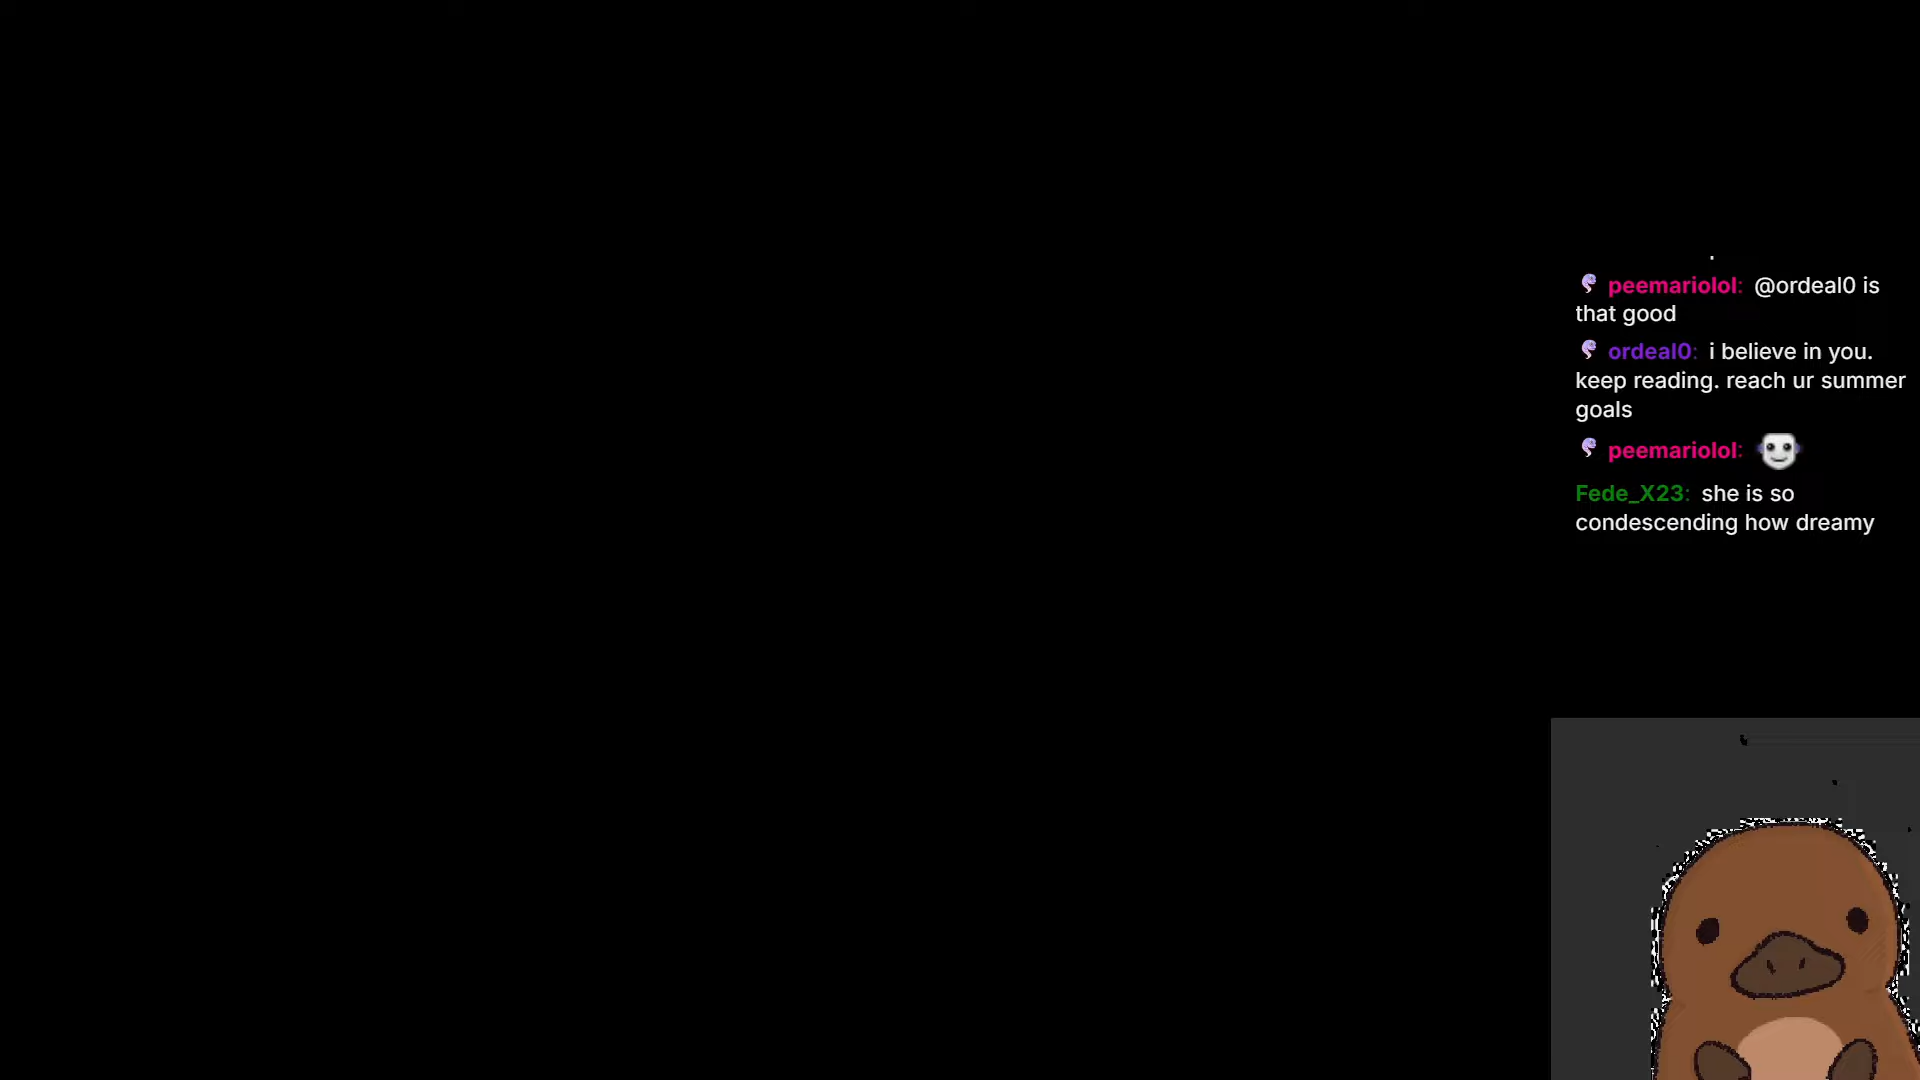 peemariolol: @ordeal0 is
that good
ordeal0: i believe in you.
keep reading. reach ur summer
goals
peemariolol:
Fede_X23: she is so
condescending how dreamy